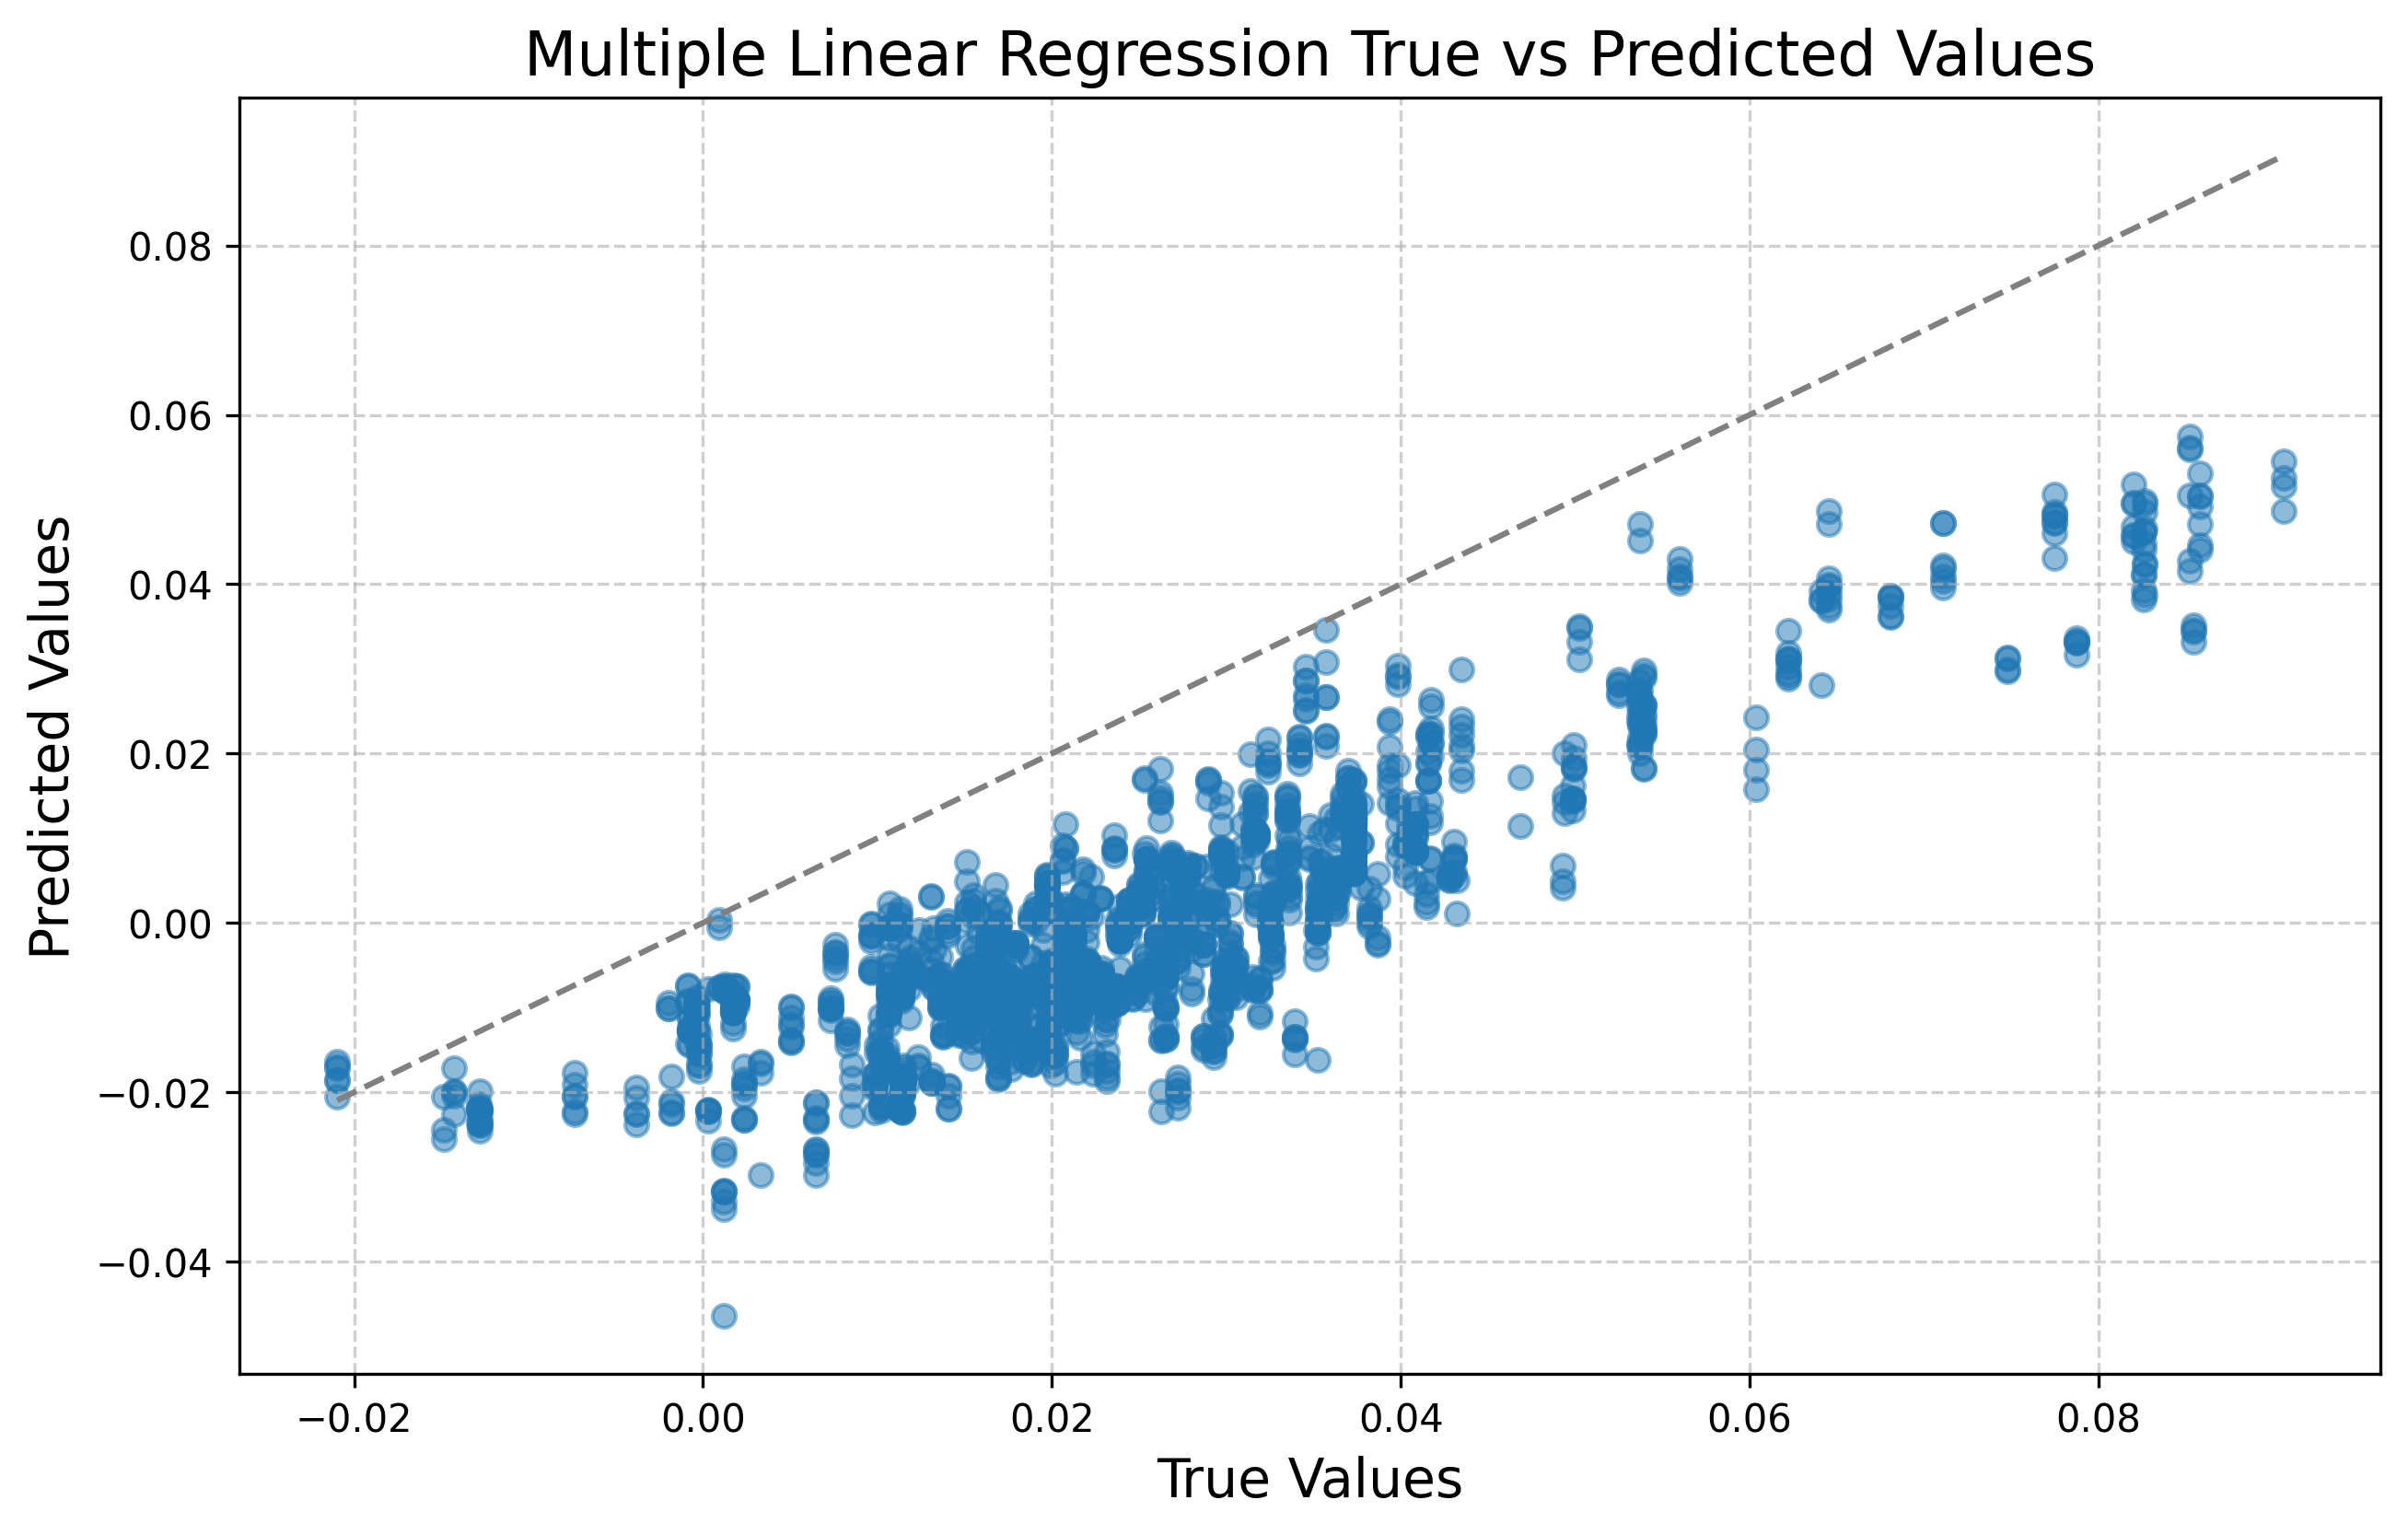 Multiple Linear Regression True vs Predicted Values
Predicted Values
0.08
0.06
0.04
0.02
0.00
−0.02
−0.04
−0.02 0.00 0.02 0.04 0.06 0.08
True Values